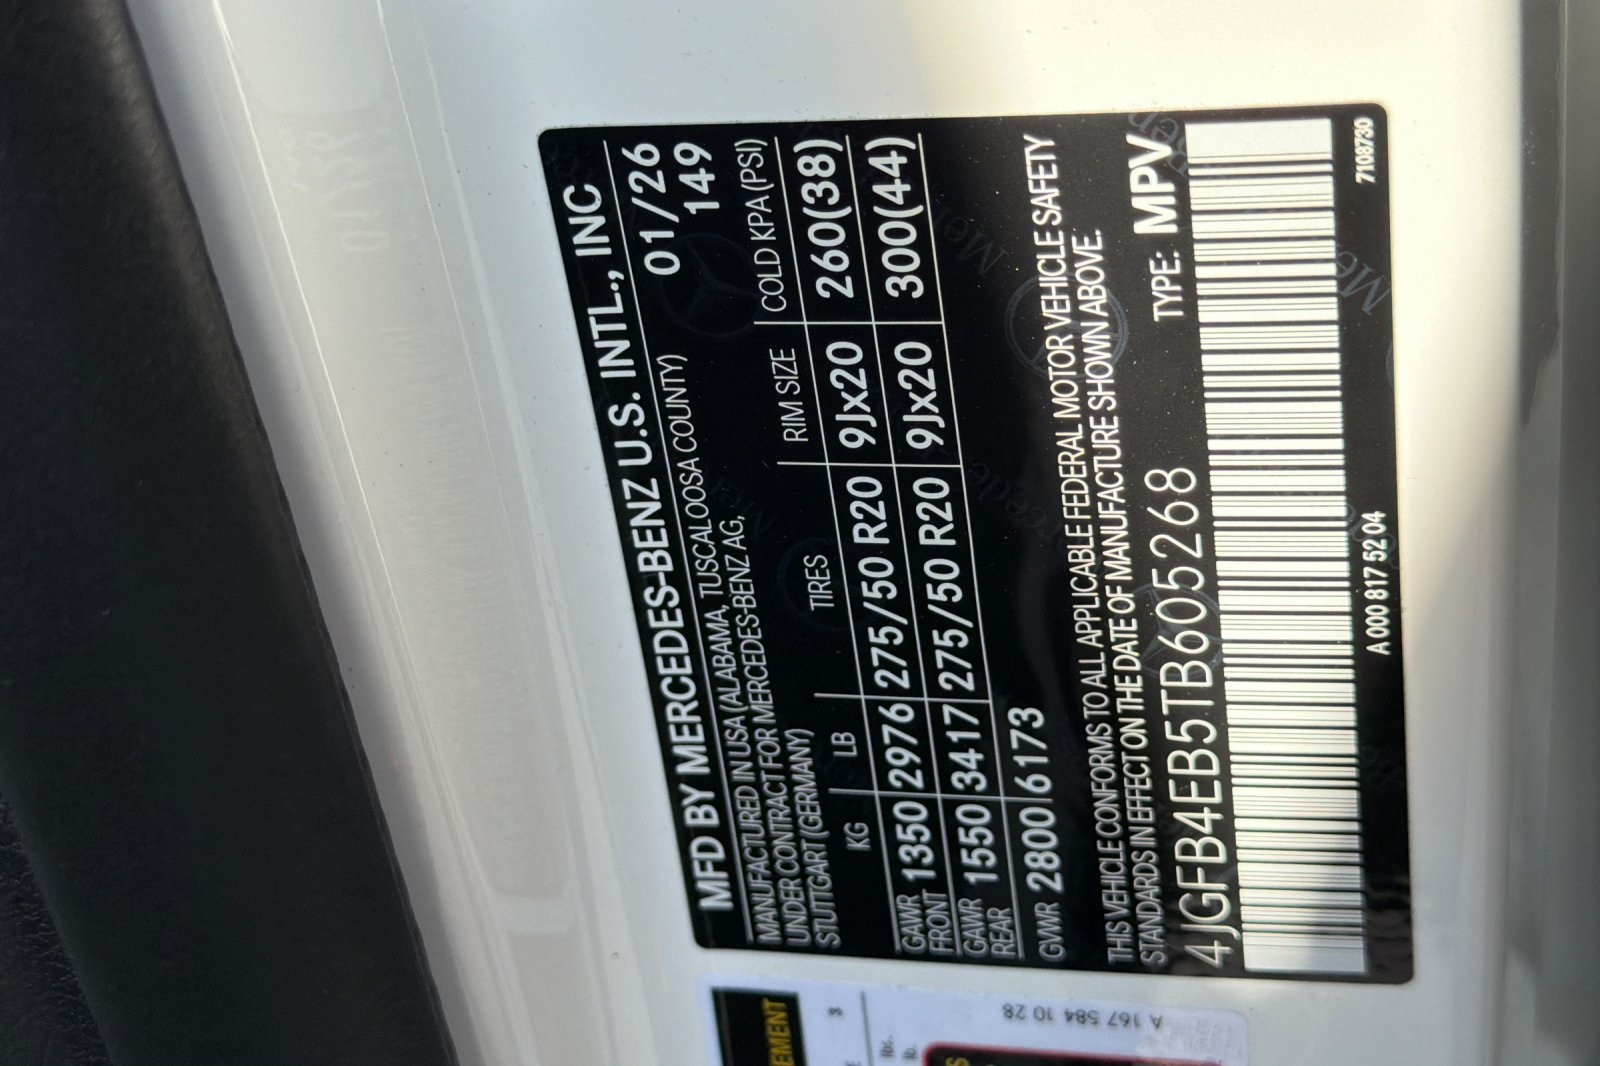 MFD BY MERCEDES-BENZ U.S. INTL., INC
MANUFACTURED IN USA (ALABAMA, TUSCALOOSA COUNTY) 01/26
UNDER CONTRACT FOR MERCEDES-BENZ AG, 149
STUTTGART (GERMANY)
KG LB TIRES RIM SIZE COLD KPA (PSI)
GAWR FRONT 1350 2976 275/50 R20 9Jx20 260(38)
GAWR REAR 1550 3417 275/50 R20 9Jx20 300(44)
GVWR 2800 6173
THIS VEHICLE CONFORMS TO ALL APPLICABLE FEDERAL MOTOR VEHICLE SAFETY
STANDARDS IN EFFECT ON THE DATE OF MANUFACTURE SHOWN ABOVE.
4JGFB4EB5TB605268 TYPE: MPV
A 000 817 52 04 7108730
A 167 584 10 28
3
lbs.
lb.